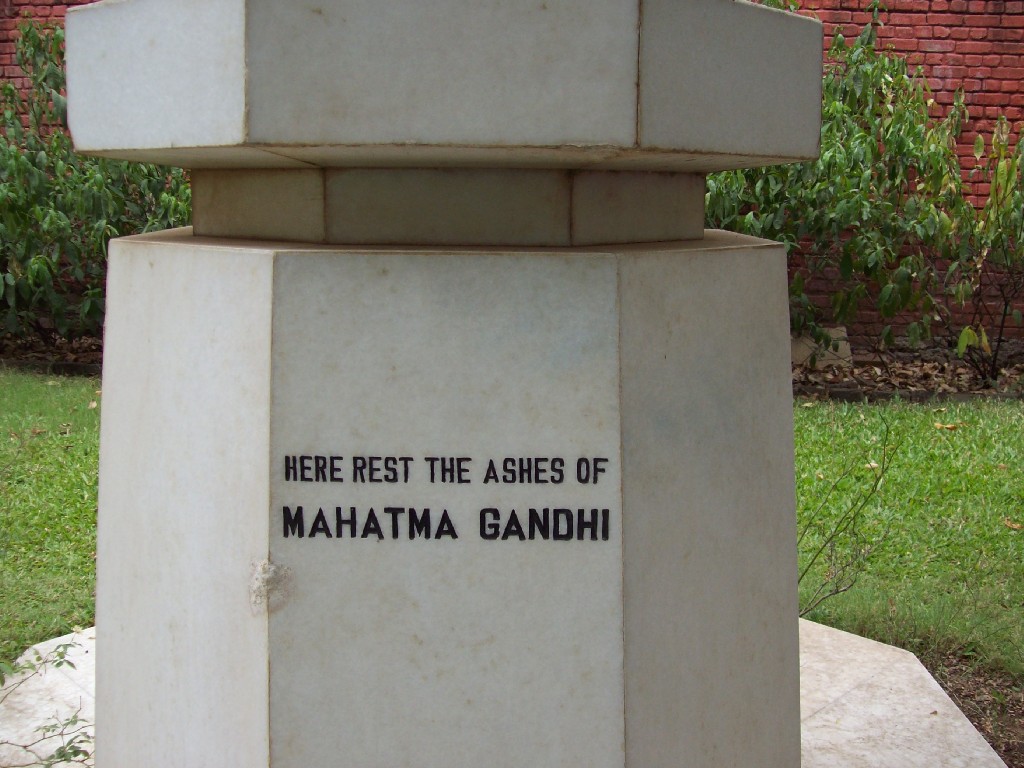 HERE REST THE ASHES OF
MAHATMA GANDHI